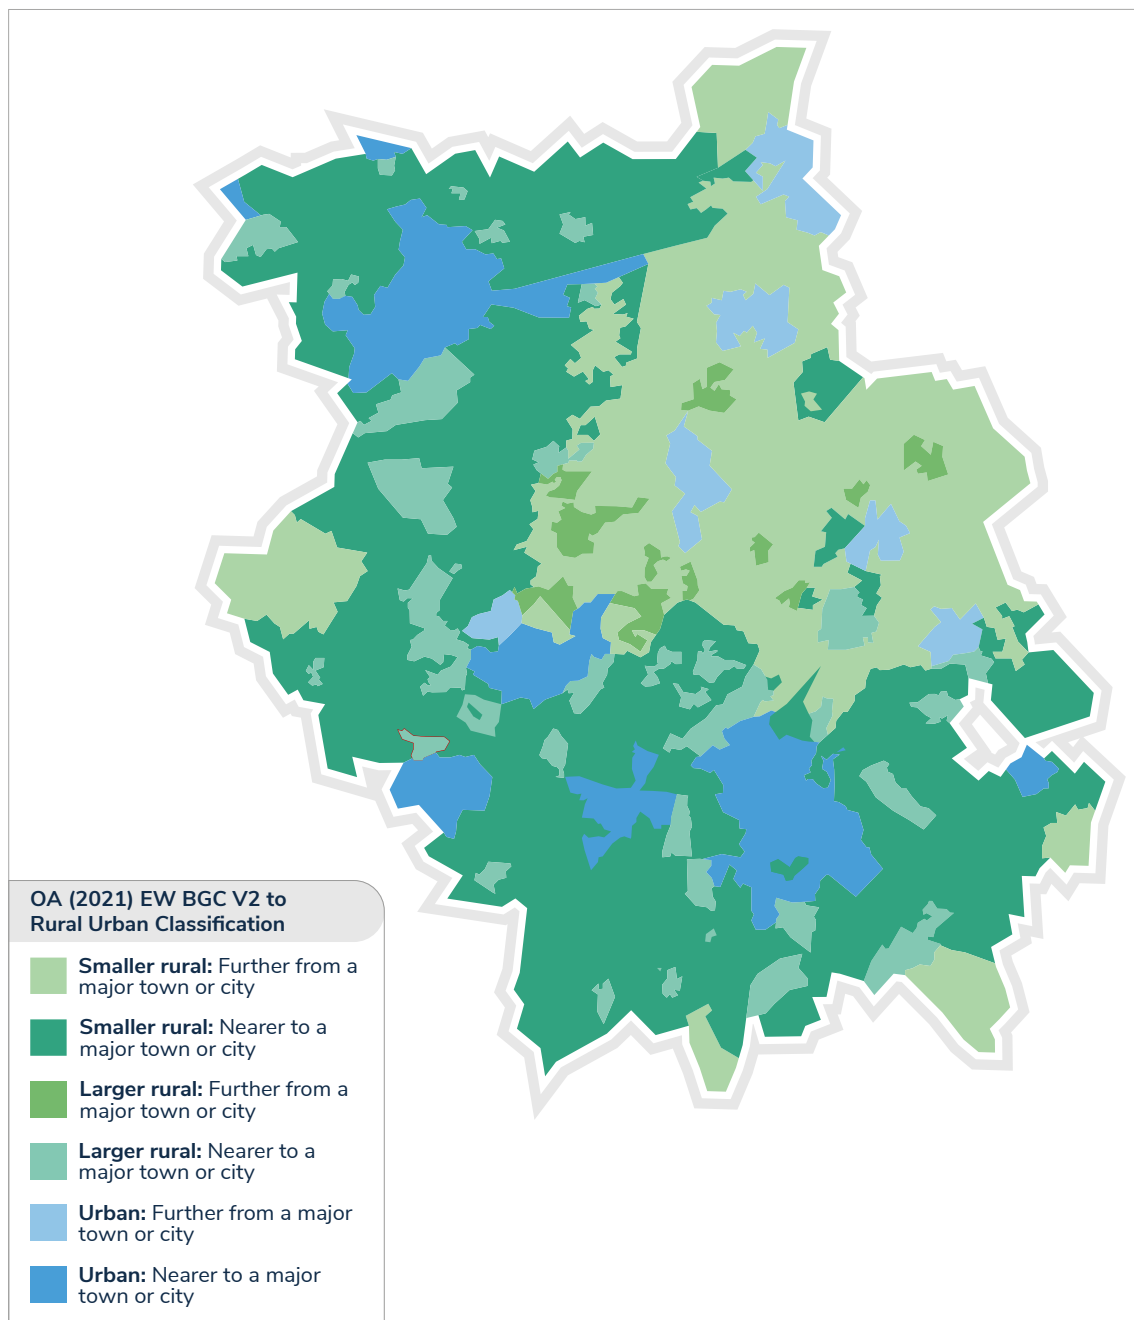 OA (2021) EW BGC V2 to
Rural Urban Classification
Smaller rural: Further from a
major town or city
Smaller rural: Nearer to a
major town or city
Larger rural: Further from a
major town or city
Larger rural: Nearer to a
major town or city
Urban: Further from a major
town or city
Urban: Nearer to a major
town or city